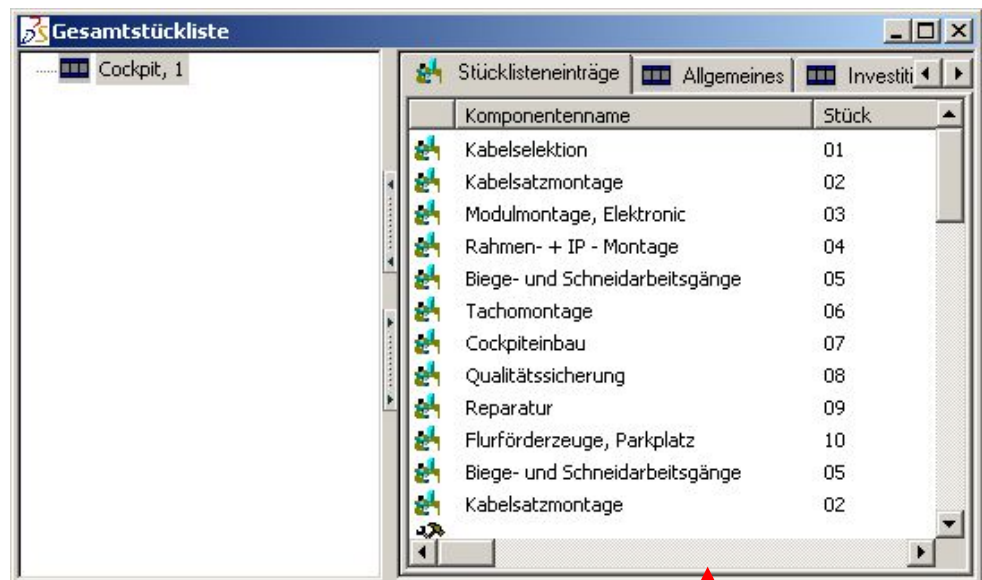 Gesamtstückliste
Cockpit, 1
Stücklisteneinträge Allgemeines Investiti
Komponentenname Stück
Kabelselektion 01
Kabelsatzmontage 02
Modulmontage, Elektronic 03
Rahmen- + IP - Montage 04
Biege- und Schneidarbeitsgänge 05
Tachomontage 06
Cockpiteinbau 07
Qualitätssicherung 08
Reparatur 09
Flurförderzeuge, Parkplatz 10
Biege- und Schneidarbeitsgänge 05
Kabelsatzmontage 02